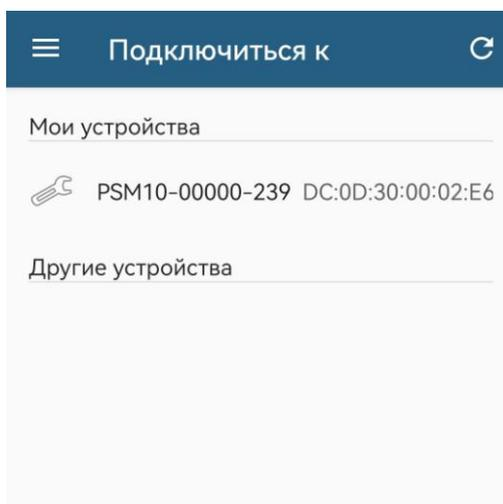 Подключиться к
Мои устройства
PSM10-00000-239 DC:0D:30:00:02:E6
Другие устройства